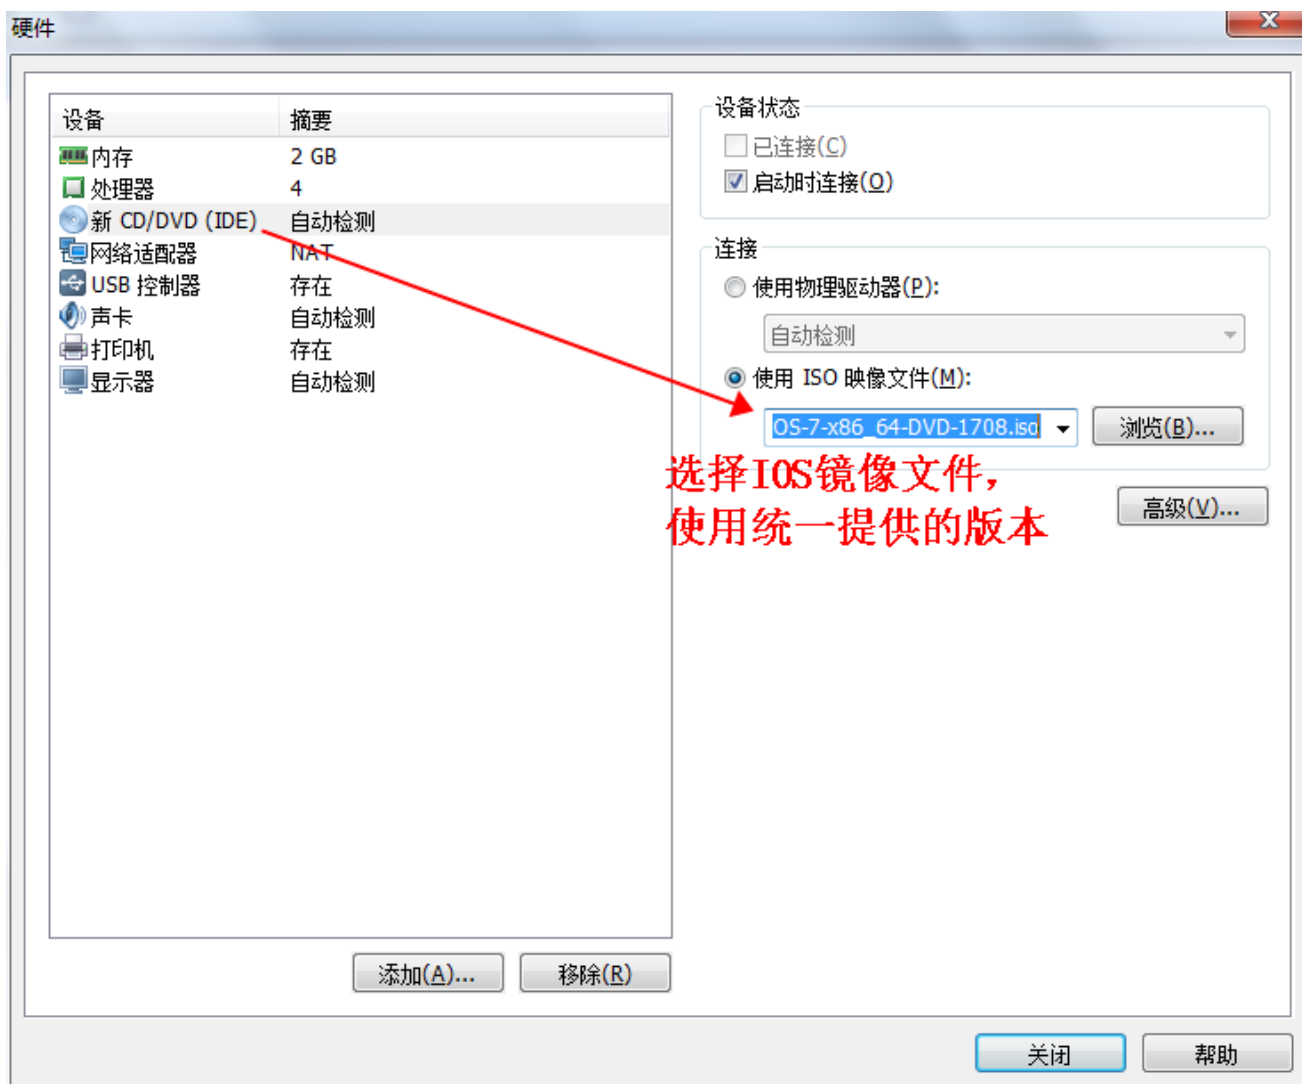 硬件
设备 摘要
内存 2 GB
处理器 4
新 CD/DVD (IDE) 自动检测
网络适配器 NAT
USB 控制器 存在
声卡 自动检测
打印机 存在
显示器 自动检测
添加(A)... 移除(R)
设备状态
已连接(C)
启动时连接(O)
连接
使用物理驱动器(P):
自动检测
使用 ISO 映像文件(M):
OS-7-x86_64-DVD-1708.iso 浏览(B)...
选择IOS镜像文件，
使用统一提供的版本
高级(V)...
关闭 帮助